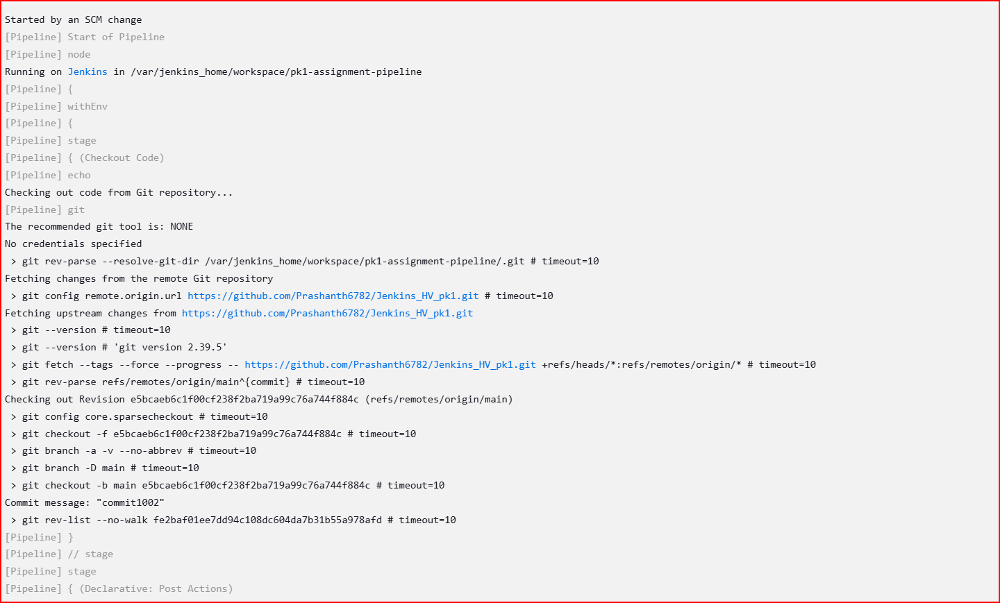 Started by an SCM change
[Pipeline] Start of Pipeline
[Pipeline] node
Running on Jenkins in /var/jenkins_home/workspace/pk1-assignment-pipeline
[Pipeline] {
[Pipeline] withEnv
[Pipeline] {
[Pipeline] stage
[Pipeline] { (Checkout Code)
[Pipeline] echo
Checking out code from Git repository...
[Pipeline] git
The recommended git tool is: NONE
No credentials specified
 > git rev-parse --resolve-git-dir /var/jenkins_home/workspace/pk1-assignment-pipeline/.git # timeout=10
Fetching changes from the remote Git repository
 > git config remote.origin.url https://github.com/Prashanth6782/Jenkins_HV_pk1.git # timeout=10
Fetching upstream changes from https://github.com/Prashanth6782/Jenkins_HV_pk1.git
 > git --version # timeout=10
 > git --version # 'git version 2.39.5'
 > git fetch --tags --force --progress -- https://github.com/Prashanth6782/Jenkins_HV_pk1.git +refs/heads/*:refs/remotes/origin/* # timeout=10
 > git rev-parse refs/remotes/origin/main^{commit} # timeout=10
Checking out Revision e5bcaeb6c1f00cf238f2ba719a99c76a744f884c (refs/remotes/origin/main)
 > git config core.sparsecheckout # timeout=10
 > git checkout -f e5bcaeb6c1f00cf238f2ba719a99c76a744f884c # timeout=10
 > git branch -a -v --no-abbrev # timeout=10
 > git branch -D main # timeout=10
 > git checkout -b main e5bcaeb6c1f00cf238f2ba719a99c76a744f884c # timeout=10
Commit message: "commit1002"
 > git rev-list --no-walk fe2baf01ee7dd94c108dc604da7b31b55a978afd # timeout=10
[Pipeline] }
[Pipeline] // stage
[Pipeline] stage
[Pipeline] { (Declarative: Post Actions)